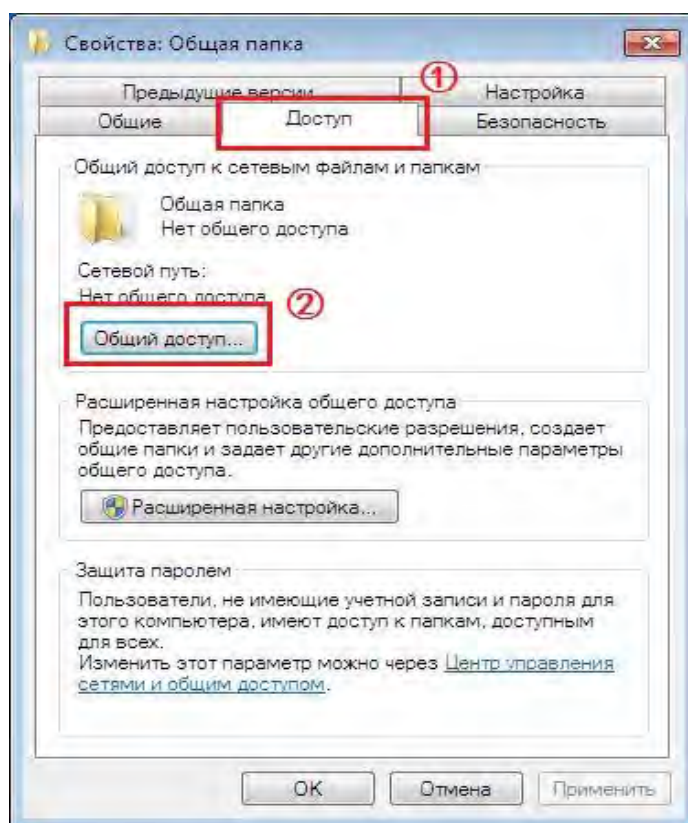 Свойства: Общая папка
①
Предыдущие версии
Настройка
Общие
Доступ
Безопасность
Общий доступ к сетевым файлам и папкам
Общая папка
Нет общего доступа
Сетевой путь:
Нет общего доступа
②
Общий доступ...
Расширенная настройка общего доступа
Предоставляет пользовательские разрешения, создает
общие папки и задает другие дополнительные параметры
общего доступа.
Расширенная настройка...
Защита паролем
Пользователи, не имеющие учетной записи и пароля для
этого компьютера, имеют доступ к папкам, доступным
для всех.
Изменить этот параметр можно через Центр управления
сетями и общим доступом.
OK
Отмена
Применить